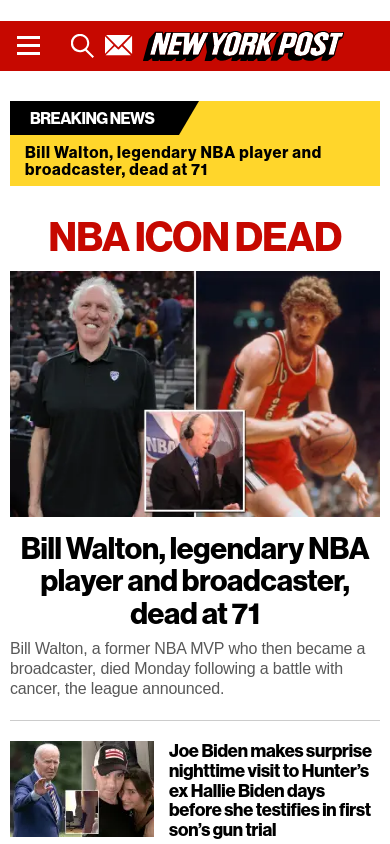 NEW YORK POST
BREAKING NEWS
Bill Walton, legendary NBA player and
broadcaster, dead at 71
NBA ICON DEAD
NBA
Bill Walton, legendary NBA
player and broadcaster,
dead at 71
Bill Walton, a former NBA MVP who then became a
broadcaster, died Monday following a battle with
cancer, the league announced.
Joe Biden makes surprise
nighttime visit to Hunter’s
ex Hallie Biden days
before she testifies in first
son’s gun trial